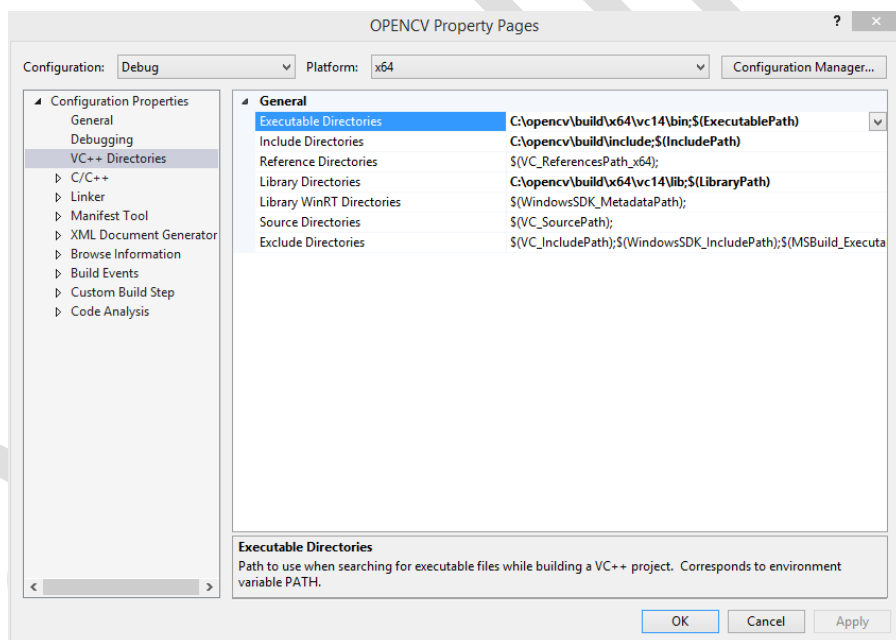 OPENCV Property Pages
?
×
Configuration: Debug Platform: x64 Configuration Manager...
Configuration Properties
General
Debugging
VC++ Directories
C/C++
Linker
Manifest Tool
XML Document Generator
Browse Information
Build Events
Custom Build Step
Code Analysis
General
Executable Directories C:\opencv\build\x64\vc14\bin;$(ExecutablePath)
Include Directories C:\opencv\build\include;$(IncludePath)
Reference Directories $(VC_ReferencesPath_x64);
Library Directories C:\opencv\build\x64\vc14\lib;$(LibraryPath)
Library WinRT Directories $(WindowsSDK_MetadataPath);
Source Directories $(VC_SourcePath);
Exclude Directories $(VC_IncludePath);$(WindowsSDK_IncludePath);$(MSBuild_Executa
Executable Directories
Path to use when searching for executable files while building a VC++ project. Corresponds to environment
variable PATH.
OK Cancel Apply